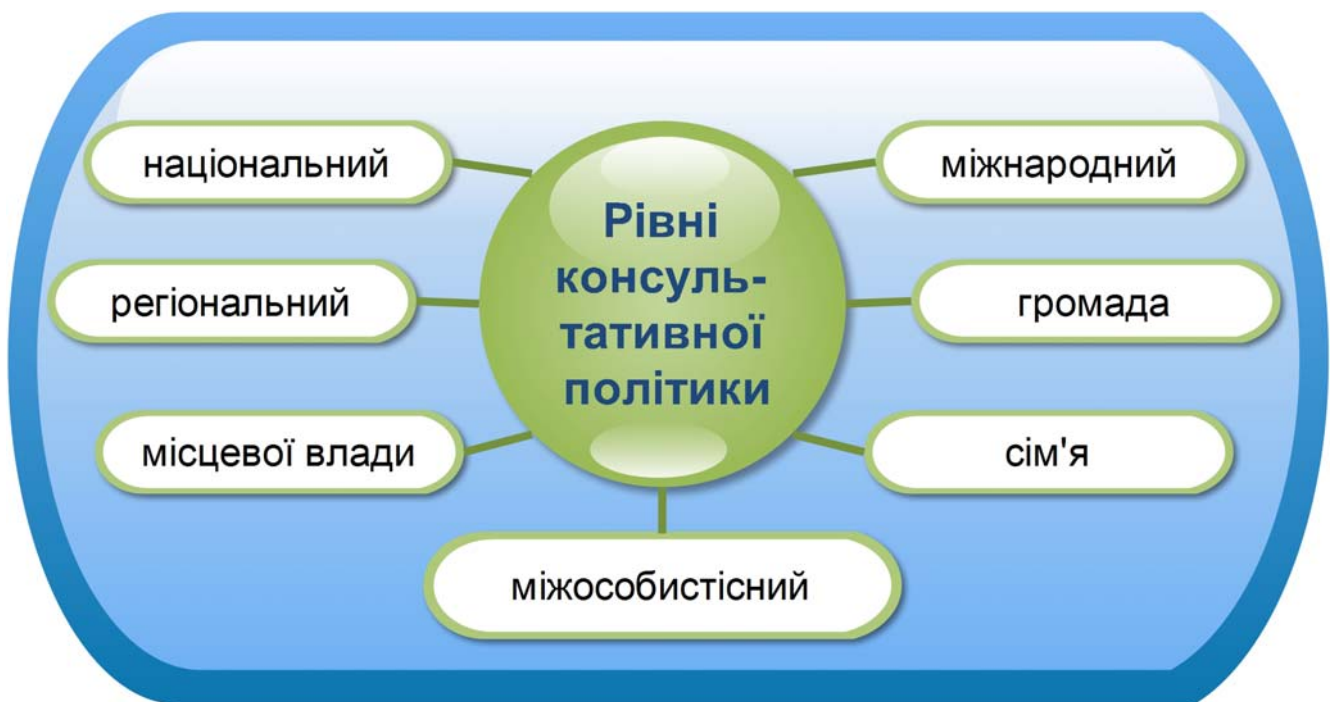 національний
міжнародний
Рівні
консуль-
тативної
політики
регіональний
громада
місцевої влади
сім'я
міжособистісний